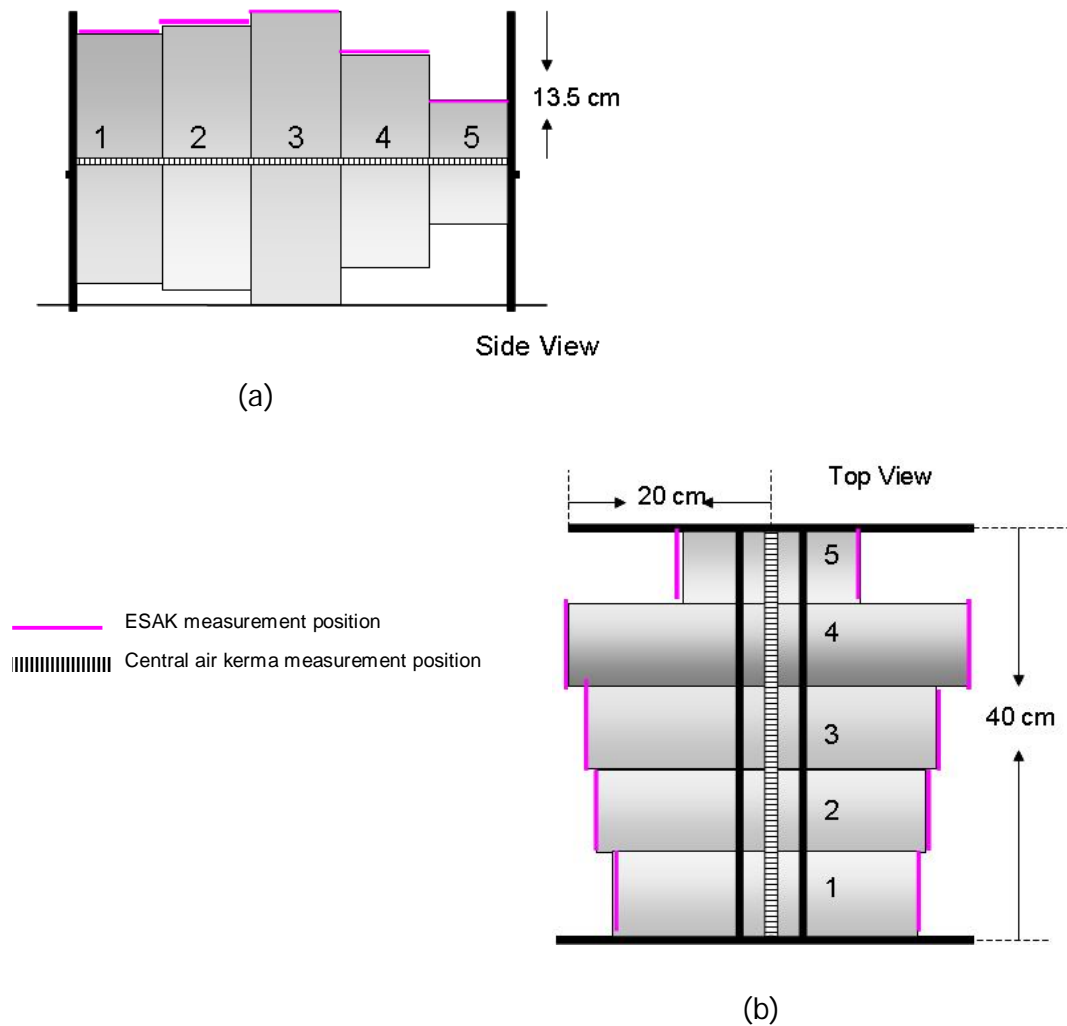 1 2 3 4 5
13.5 cm
Side View
(a)
Top View
20 cm
5
4
ESAK measurement position
Central air kerma measurement position
3
40 cm
2
1
(b)